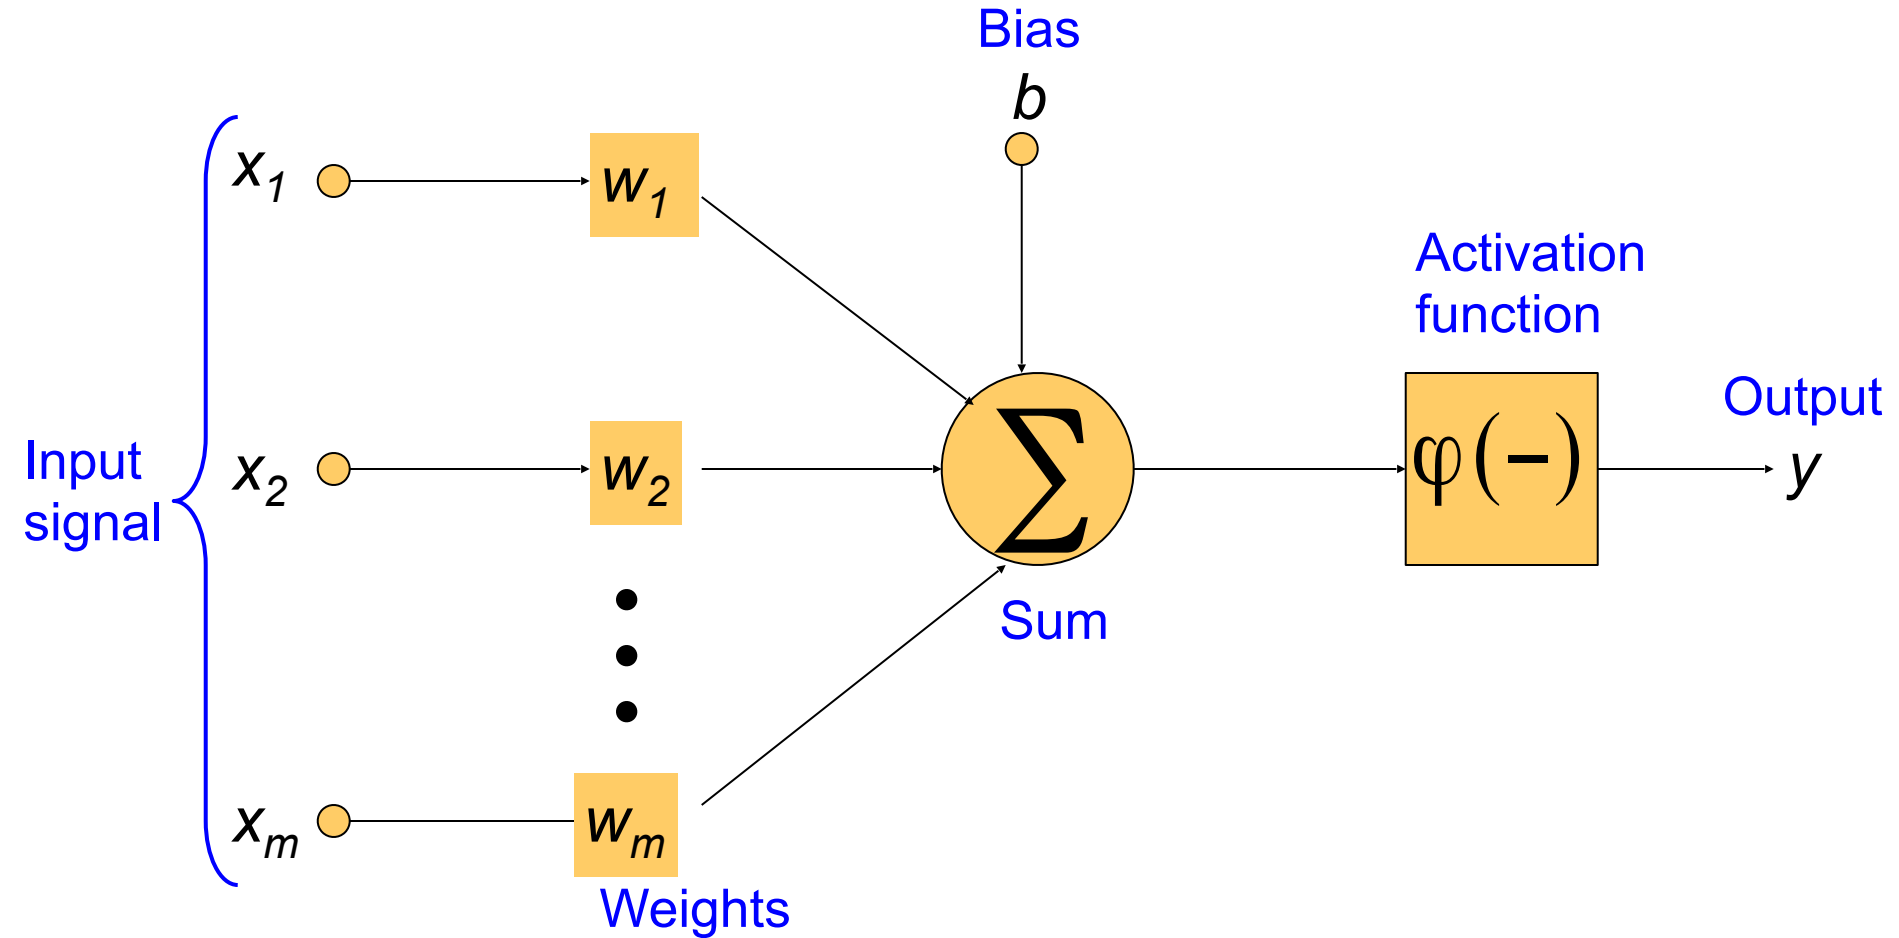 Bias
b
x1
w1
Activation
function
Output
Input
signal
x2
w2
∑
φ(−)
y
Sum
xm
wm
Weights